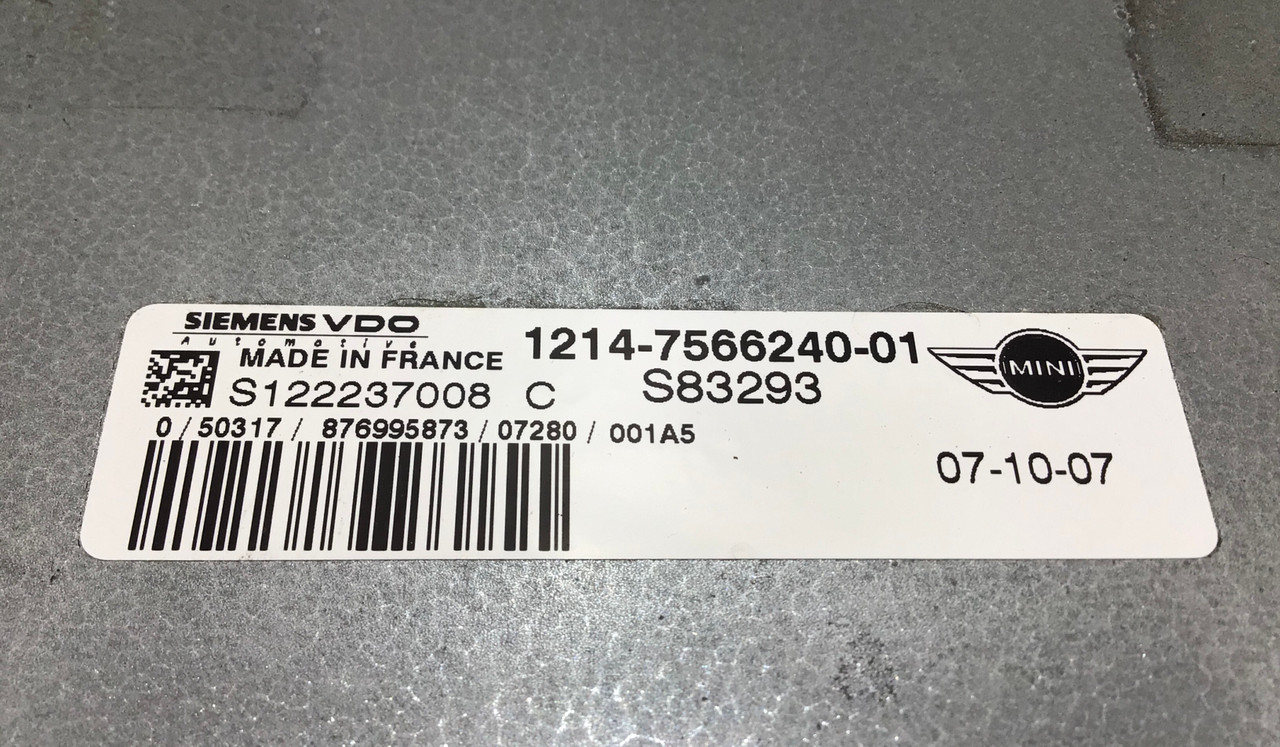 SIEMENS VDO
Automotive
MADE IN FRANCE
1214-7566240-01
S122237008 C
S83293
MINI
0/50317/ 876995873/07280/001A5
07-10-07